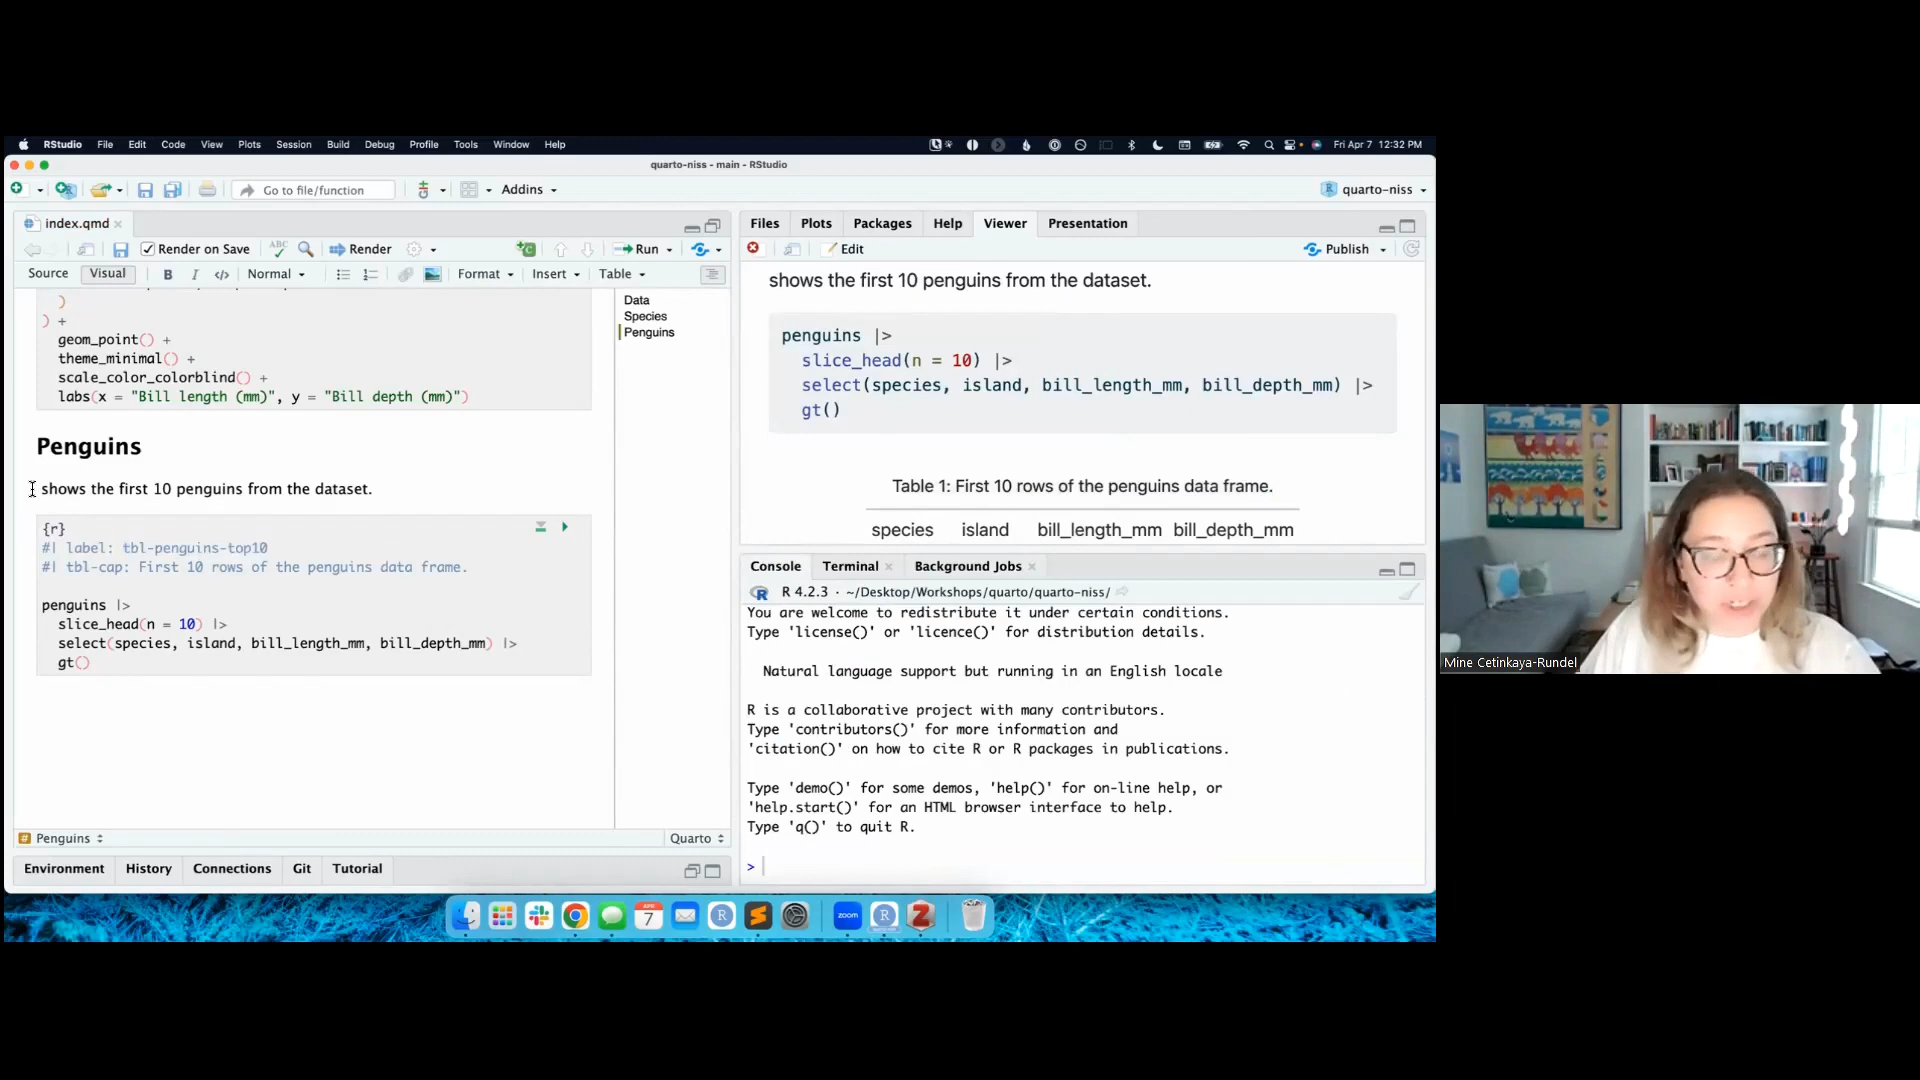 RStudio File Edit Code View Plots Session Build Debug Profile Tools Window Help Fri Apr 7 12:32 PM
quarto-niss - main - RStudio
Go to file/function Addins quarto-niss
index.qmd
Render on Save ABC Render Run
Source Visual B I </> Normal Format Insert Table
)
) +
geom_point() +
theme_minimal() +
scale_color_colorblind() +
labs(x = "Bill length (mm)", y = "Bill depth (mm)")
Penguins
shows the first 10 penguins from the dataset.
{r}
#| label: tbl-penguins-top10
#| tbl-cap: First 10 rows of the penguins data frame.
penguins |>
slice_head(n = 10) |>
select(species, island, bill_length_mm, bill_depth_mm) |>
gt()
Data
Species
Penguins
Penguins Quarto
Environment History Connections Git Tutorial
Files Plots Packages Help Viewer Presentation
Edit Publish
shows the first 10 penguins from the dataset.
penguins |>
slice_head(n = 10) |>
select(species, island, bill_length_mm, bill_depth_mm) |>
gt()
Table 1: First 10 rows of the penguins data frame.
species island bill_length_mm bill_depth_mm
Console Terminal Background Jobs
R 4.2.3 · ~/Desktop/Workshops/quarto/quarto-niss/
You are welcome to redistribute it under certain conditions.
Type 'license()' or 'licence()' for distribution details.
Natural language support but running in an English locale
R is a collaborative project with many contributors.
Type 'contributors()' for more information and
'citation()' on how to cite R or R packages in publications.
Type 'demo()' for some demos, 'help()' for on-line help, or
'help.start()' for an HTML browser interface to help.
Type 'q()' to quit R.
>
APR
7
R
zoom
R
Z
Mine Cetinkaya-Rundel